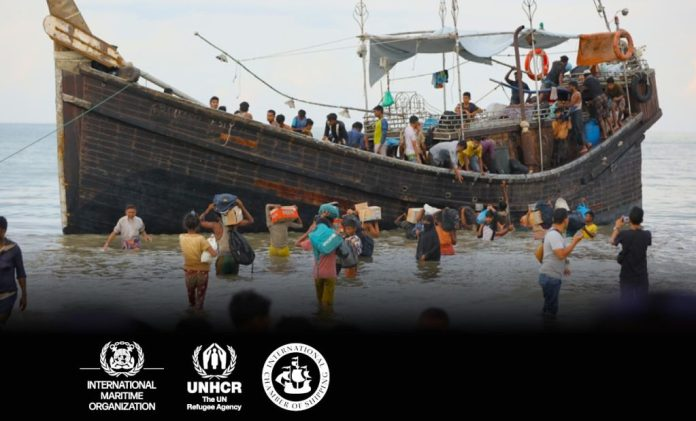 INTERNATIONAL
MARITIME
ORGANIZATION
UNHCR
The UN
Refugee Agency
INTERNATIONAL CHAMBER OF SHIPPING